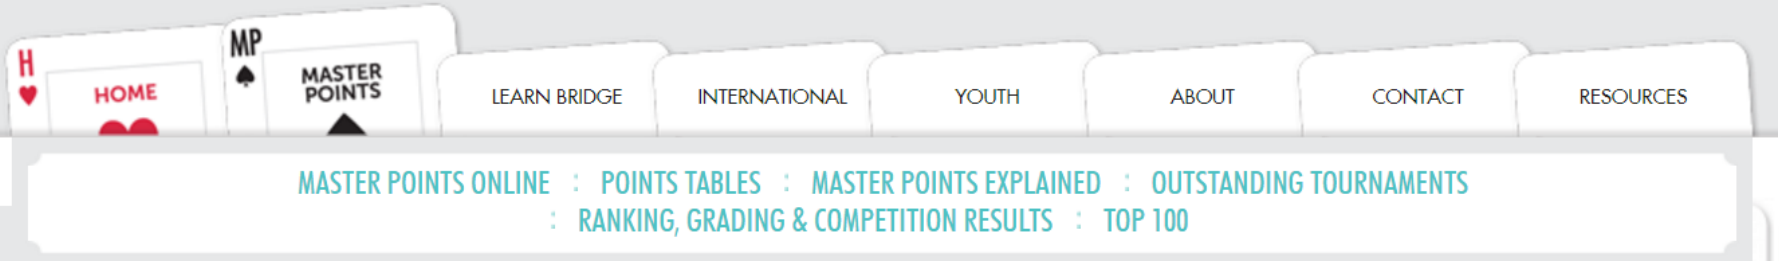 H
HOME
MP
MASTER
POINTS
LEARN BRIDGE
INTERNATIONAL
YOUTH
ABOUT
CONTACT
RESOURCES
MASTER POINTS ONLINE : POINTS TABLES : MASTER POINTS EXPLAINED : OUTSTANDING TOURNAMENTS
: RANKING, GRADING & COMPETITION RESULTS : TOP 100